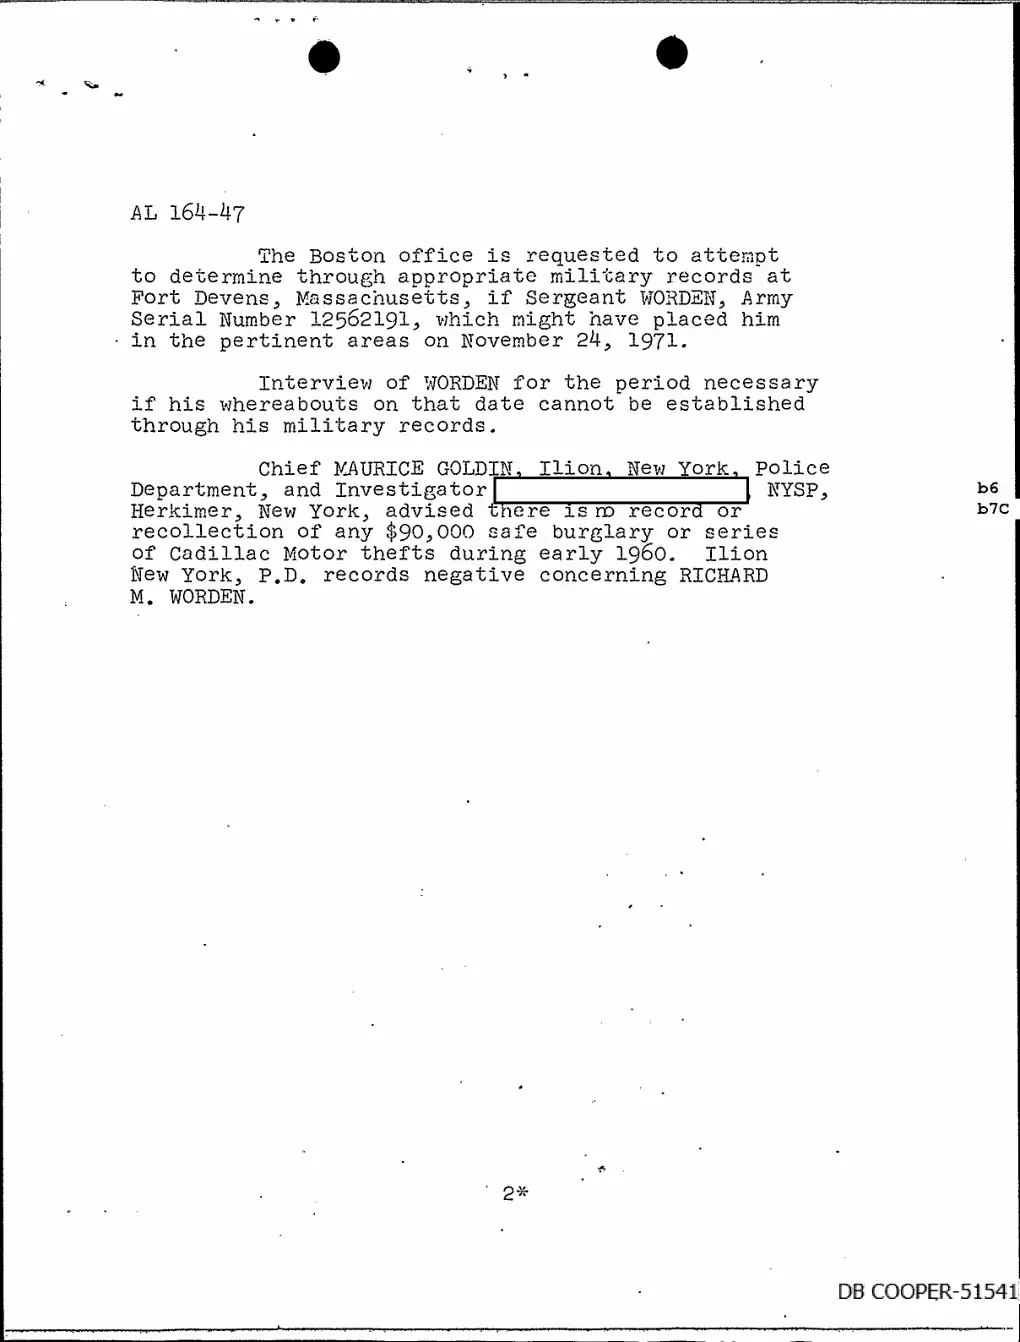 AL 164-47
The Boston office is requested to attempt
to determine through appropriate military records at
Fort Devens, Massachusetts, if Sergeant WORDEN, Army
Serial Number 12562191, which might have placed him
in the pertinent areas on November 24, 1971.
Interview of WORDEN for the period necessary
if his whereabouts on that date cannot be established
through his military records.
Chief MAURICE GOLDIN, Ilion, New York, Police
Department, and Investigator , NYSP, b6
Herkimer, New York, advised there is no record or b7C
recollection of any $90,000 safe burglary or series
of Cadillac Motor thefts during early 1960. Ilion
New York, P.D. records negative concerning RICHARD
M. WORDEN.
2*
DB COOPER-51541